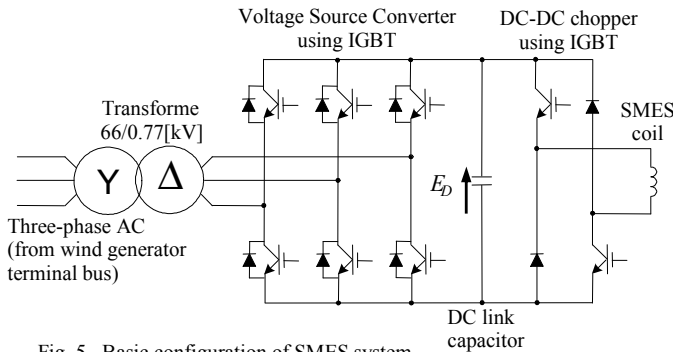 Voltage Source Converter
using IGBT
DC-DC chopper
using IGBT
Transforme
66/0.77[kV]
SMES
coil
Y Δ
E_D
Three-phase AC
(from wind generator
terminal bus)
DC link
capacitor
Fig. 5. Basic configuration of SMES system